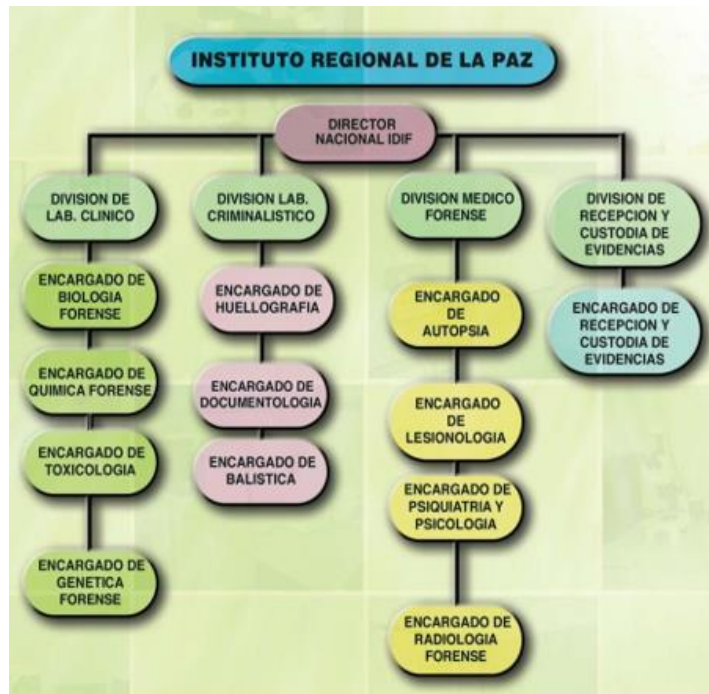 INSTITUTO REGIONAL DE LA PAZ
DIRECTOR
NACIONAL IDIF
DIVISION DE
LAB. CLINICO
ENCARGADO DE
BIOLOGIA
FORENSE
ENCARGADO DE
QUIMICA FORENSE
ENCARGADO DE
TOXICOLOGIA
ENCARGADO DE
GENETICA
FORENSE
DIVISION LAB.
CRIMINALISTICO
ENCARGADO DE
HUELLOGRAFIA
ENCARGADO DE
DOCUMENTOLOGIA
ENCARGADO DE
BALISTICA
DIVISION MEDICO
FORENSE
ENCARGADO
DE
AUTOPSIA
ENCARGADO
DE
LESIONOLOGIA
ENCARGADO DE
PSIQUIATRIA Y
PSICOLOGIA
ENCARGADO DE
RADIOLOGIA
FORENSE
DIVISION DE
RECEPCION Y
CUSTODIA DE
EVIDENCIAS
ENCARGADO DE
RECEPCION Y
CUSTODIA DE
EVIDENCIAS